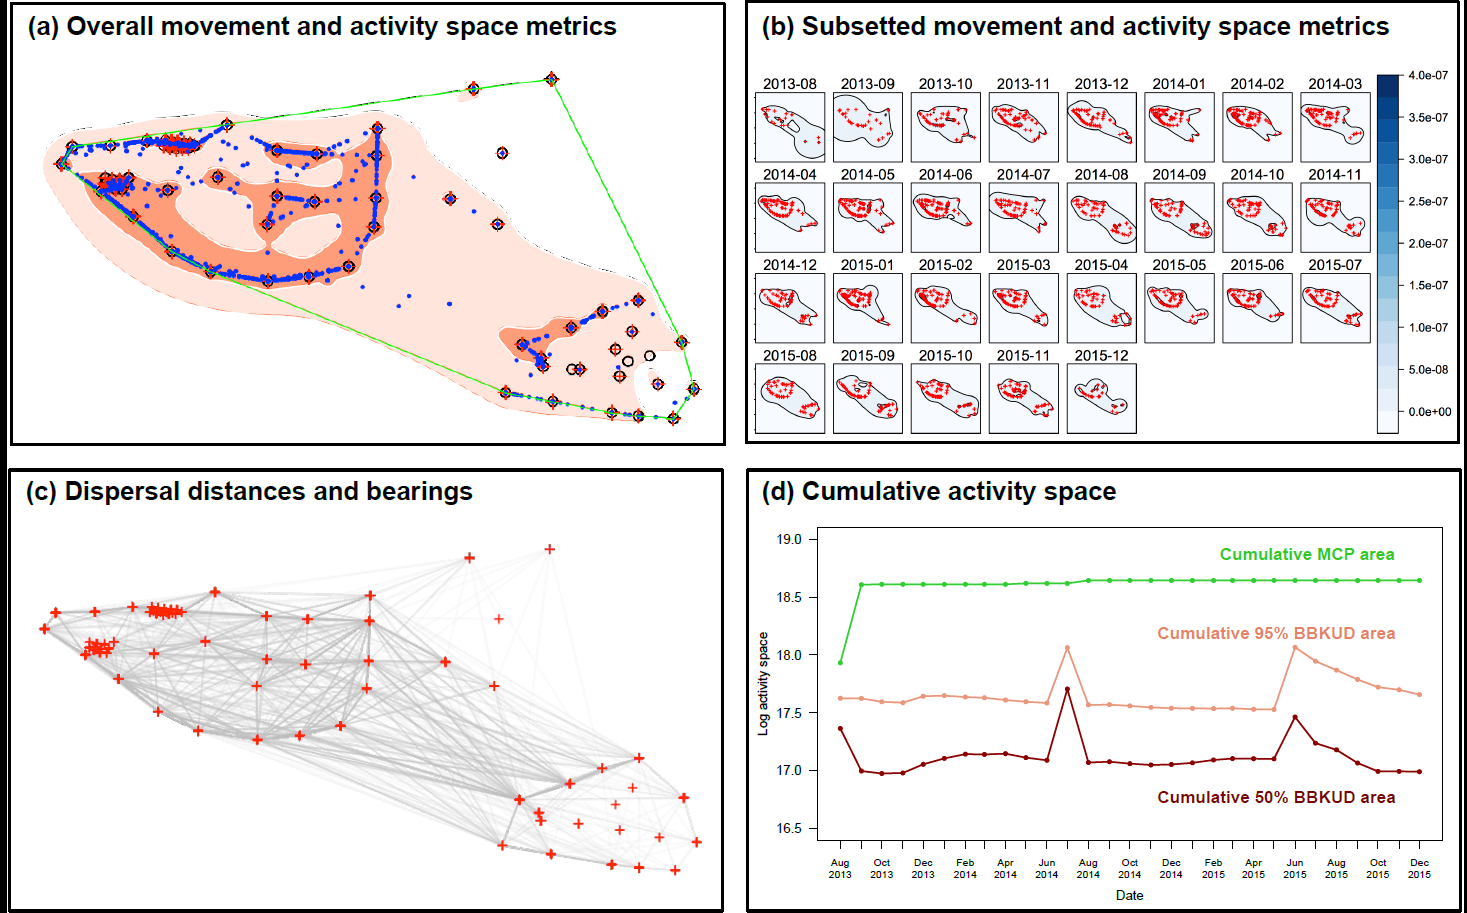 (a) Overall movement and activity space metrics
(b) Subsetted movement and activity space metrics
2013-08 2013-09 2013-10 2013-11 2013-12 2014-01 2014-02 2014-03
2014-04 2014-05 2014-06 2014-07 2014-08 2014-09 2014-10 2014-11
2014-12 2015-01 2015-02 2015-03 2015-04 2015-05 2015-06 2015-07
2015-08 2015-09 2015-10 2015-11 2015-12
4.0e-07
3.5e-07
3.0e-07
2.5e-07
2.0e-07
1.5e-07
1.0e-07
5.0e-08
0.0e+00
(c) Dispersal distances and bearings
(d) Cumulative activity space
19.0
18.5
18.0
17.5
17.0
16.5
Log activity space
Cumulative MCP area
Cumulative 95% BBKUD area
Cumulative 50% BBKUD area
Aug Oct Dec Feb Apr Jun Aug Oct Dec Feb Apr Jun Aug Oct Dec
2013 2013 2013 2014 2014 2014 2014 2014 2014 2015 2015 2015 2015 2015 2015
Date